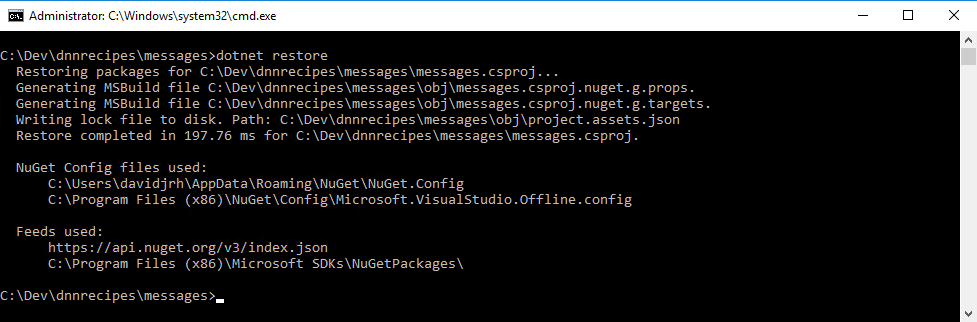 Administrator: C:\Windows\system32\cmd.exe
C:\Dev\dnnrecipes\messages>dotnet restore
  Restoring packages for C:\Dev\dnnrecipes\messages\messages.csproj...
  Generating MSBuild file C:\Dev\dnnrecipes\messages\obj\messages.csproj.nuget.g.props.
  Generating MSBuild file C:\Dev\dnnrecipes\messages\obj\messages.csproj.nuget.g.targets.
  Writing lock file to disk. Path: C:\Dev\dnnrecipes\messages\obj\project.assets.json
  Restore completed in 197.76 ms for C:\Dev\dnnrecipes\messages\messages.csproj.
  NuGet Config files used:
      C:\Users\davidjrh\AppData\Roaming\NuGet\NuGet.Config
      C:\Program Files (x86)\NuGet\Config\Microsoft.VisualStudio.Offline.config
  Feeds used:
      https://api.nuget.org/v3/index.json
      C:\Program Files (x86)\Microsoft SDKs\NuGetPackages\
C:\Dev\dnnrecipes\messages>